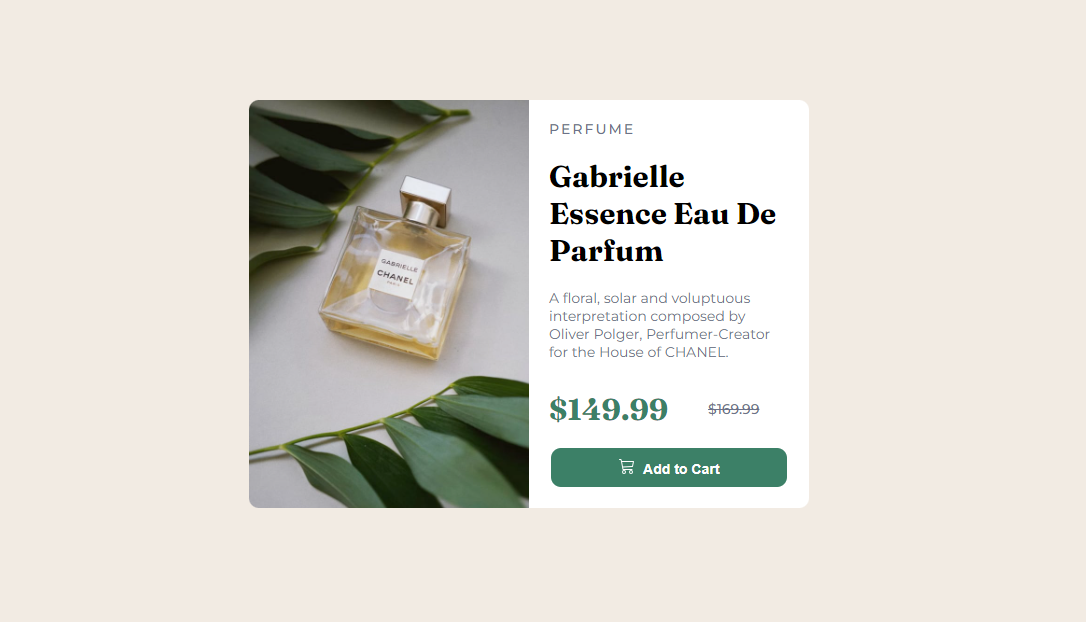 GABRIELLE
CHANEL
PARIS
PERFUME
Gabrielle
Essence Eau De
Parfum
A floral, solar and voluptuous
interpretation composed by
Oliver Polger, Perfumer-Creator
for the House of CHANEL.
$149.99 $169.99
Add to Cart